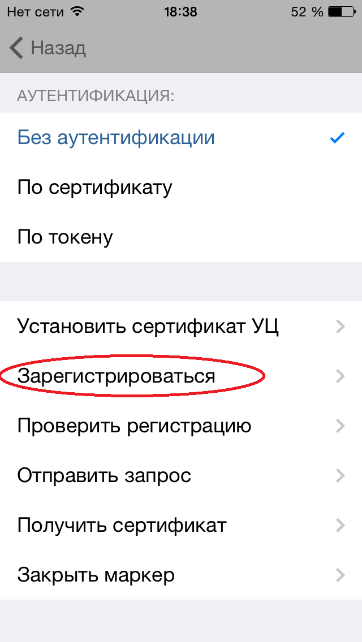 Нет сети 18:38 52 %
Назад
АУТЕНТИФИКАЦИЯ:
Без аутентификации
По сертификату
По токену
Установить сертификат УЦ
Зарегистрироваться
Проверить регистрацию
Отправить запрос
Получить сертификат
Закрыть маркер